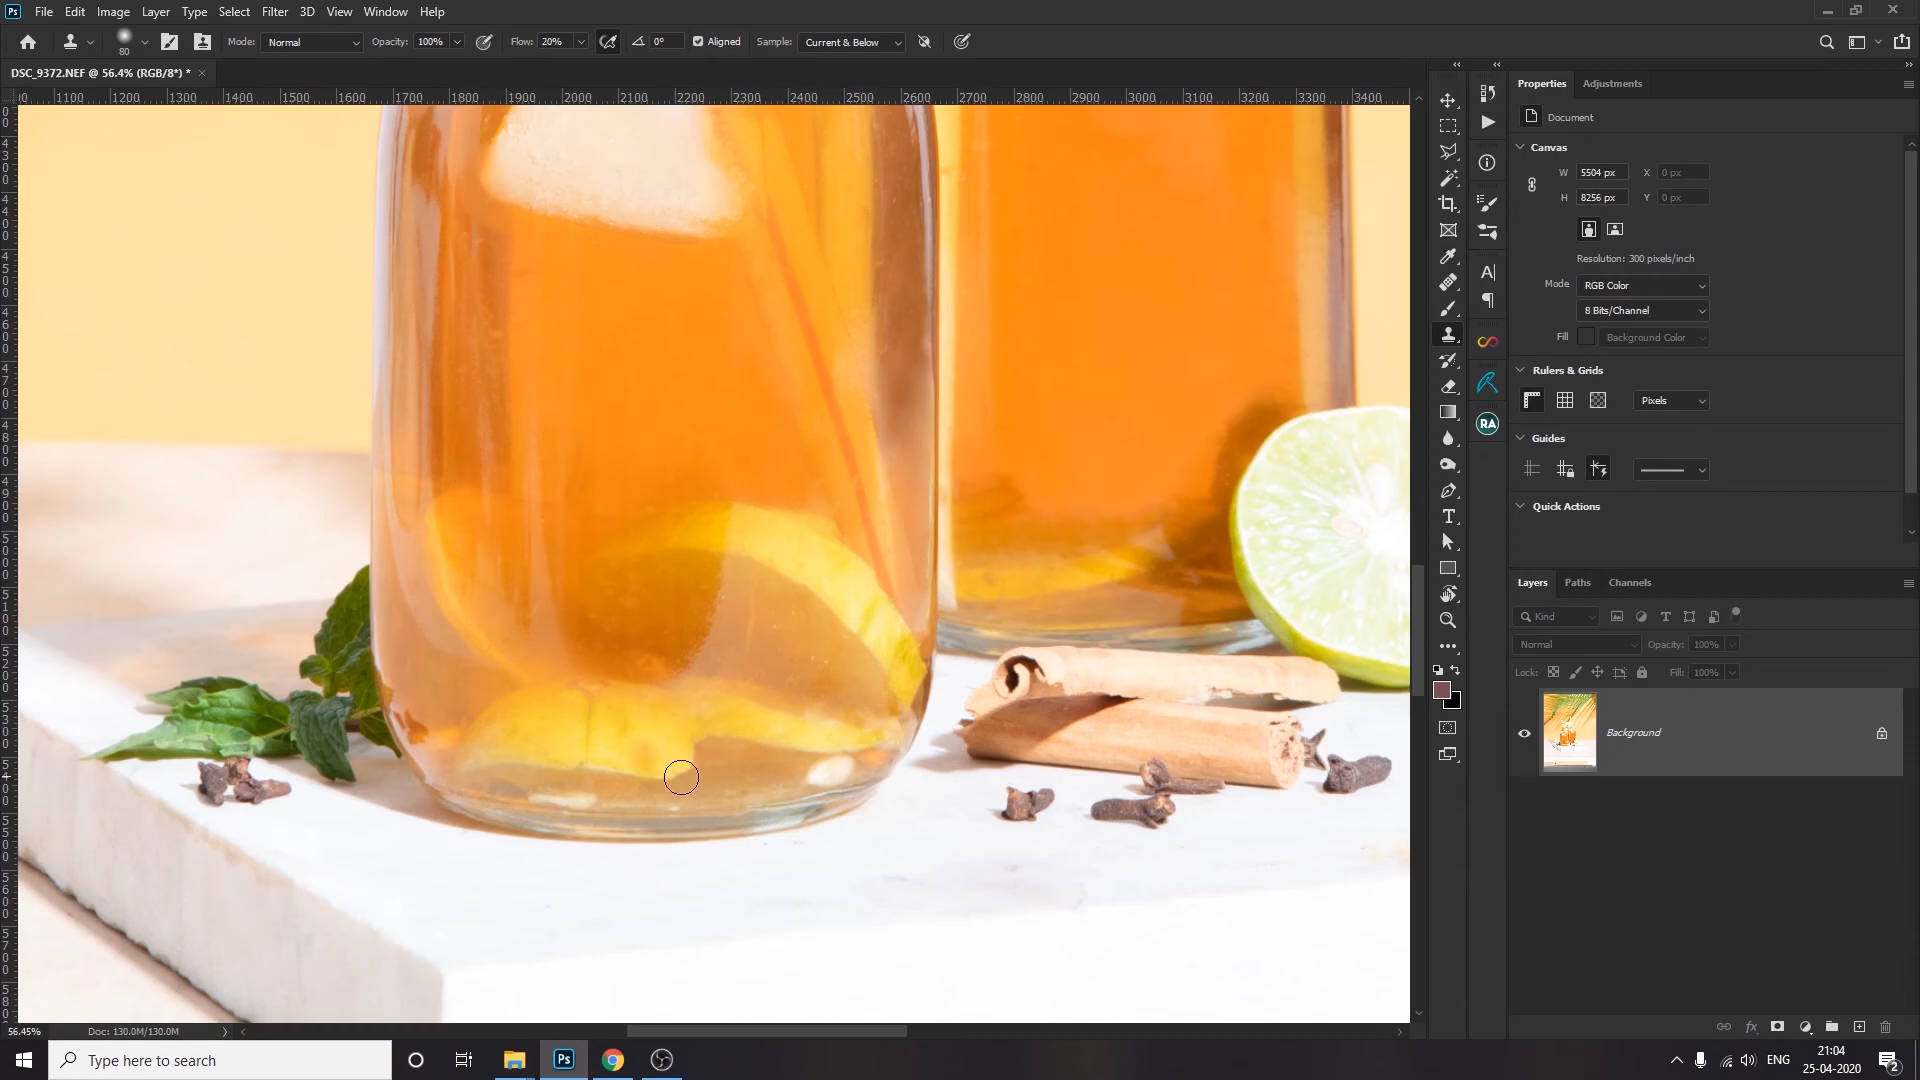 Ps File Edit Image Layer Type Select Filter 3D View Window Help
80 Mode: Normal Opacity: 100% Flow: 20% 0° Aligned Sample: Current & Below
DSC_9372.NEF @ 56.4% (RGB/8*) * ×
1100 1200 1300 1400 1500 1600 1700 1800 1900 2000 2100 2200 2300 2400 2500 2600 2700 2800 2900 3000 3100 3200 3300 3400
Properties Adjustments
Document
Canvas
W 5504 px X 0 px
H 8256 px Y 0 px
Resolution: 300 pixels/inch
Mode RGB Color
8 Bits/Channel
Fill Background Color
Rulers & Grids
Pixels
Guides
Quick Actions
RA
Layers Paths Channels
Kind
Normal Opacity: 100%
Lock: Fill: 100%
Background
56.45% Doc: 130.0M/130.0M
Type here to search
Ps
ENG
21:04
25-04-2020
2